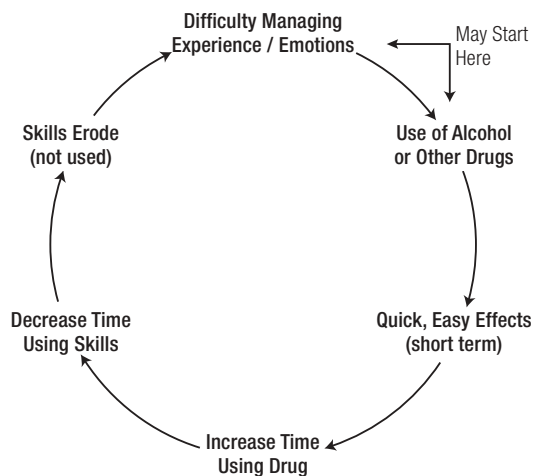 Difficulty Managing
Experience / Emotions
May Start
Here
Use of Alcohol
or Other Drugs
Quick, Easy Effects
(short term)
Increase Time
Using Drug
Decrease Time
Using Skills
Skills Erode
(not used)